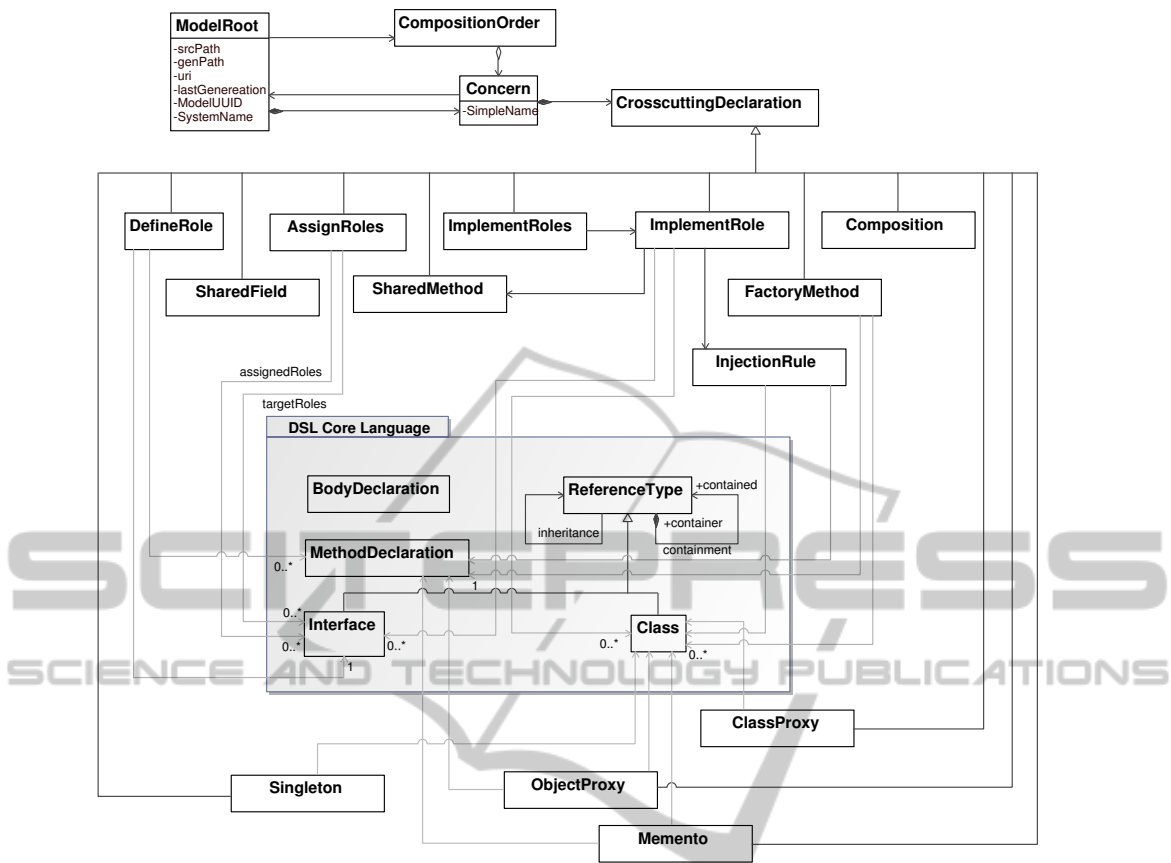 ModelRoot
-srcPath
-genPath
-uri
-lastGenereation
-ModelUUID
-SystemName
CompositionOrder
Concern
-SimpleName
CrosscuttingDeclaration
DefineRole
AssignRoles
ImplementRoles
ImplementRole
Composition
SharedField
SharedMethod
FactoryMethod
InjectionRule
assignedRoles
targetRoles
DSL Core Language
BodyDeclaration
ReferenceType
+contained
+container
inheritance
containment
MethodDeclaration
0..*
1
0..*
Interface
0..*
0..*
1
Class
0..*
0..*
SCITEPRESS
SCIENCE AND TECHNOLOGY PUBLICATIONS
ClassProxy
Singleton
ObjectProxy
Memento